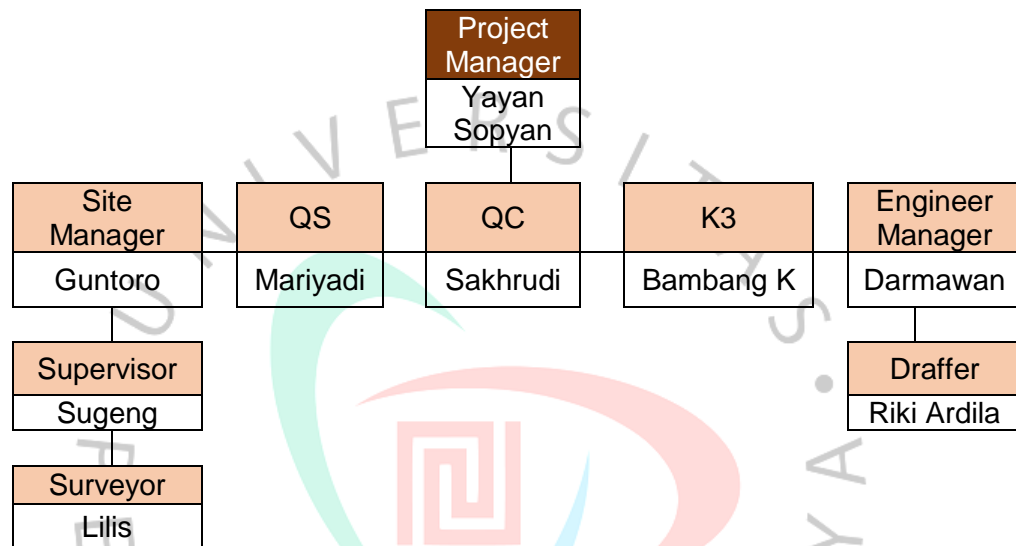 Project
Manager
Yayan
Sopyan
Site
Manager
QS
QC
K3
Engineer
Manager
Guntoro
Mariyadi
Sakhrudi
Bambang K
Darmawan
Supervisor
Draffer
Sugeng
Riki Ardila
Surveyor
Lilis
UNIVERSITAS